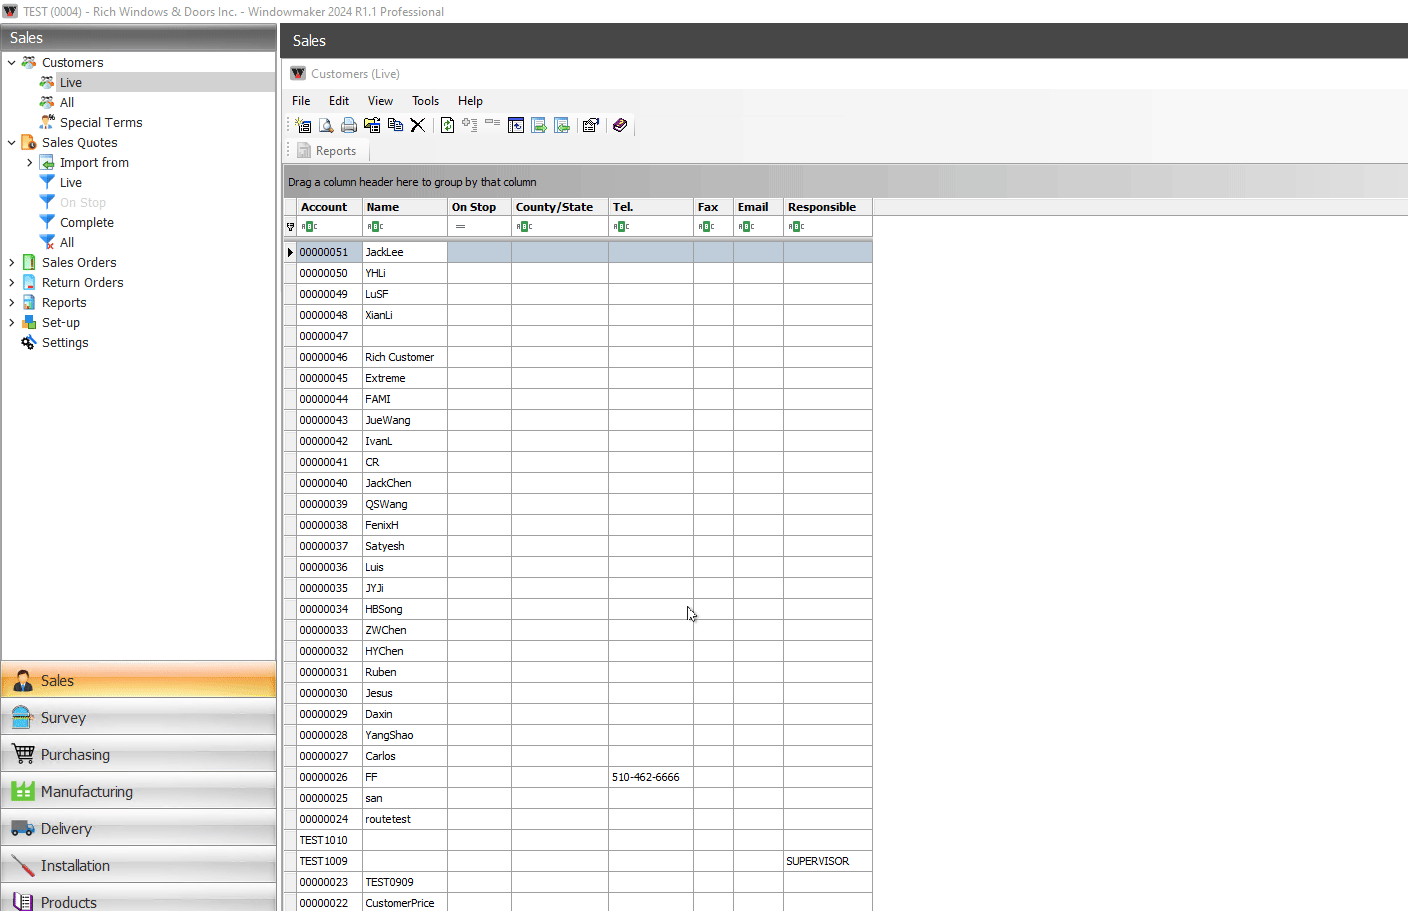 TEST (0004) - Rich Windows & Doors Inc. - Windowmaker 2024 R1.1 Professional
Sales
Customers
Live
All
Special Terms
Sales Quotes
Import from
Live
On Stop
Complete
All
Sales Orders
Return Orders
Reports
Set-up
Settings
Sales
Survey
Purchasing
Manufacturing
Delivery
Installation
Products
Sales
Customers (Live)
File Edit View Tools Help
Reports
Drag a column header here to group by that column
Account Name On Stop County/State Tel. Fax Email Responsible
ABC ABC = ABC ABC ABC ABC ABC
00000051 JackLee
00000050 YHLi
00000049 LuSF
00000048 XianLi
00000047
00000046 Rich Customer
00000045 Extreme
00000044 FAMI
00000043 JueWang
00000042 IvanL
00000041 CR
00000040 JackChen
00000039 QSWang
00000038 FenixH
00000037 Satyesh
00000036 Luis
00000035 JYJi
00000034 HBSong
00000033 ZWChen
00000032 HYChen
00000031 Ruben
00000030 Jesus
00000029 Daxin
00000028 YangShao
00000027 Carlos
00000026 FF 510-462-6666
00000025 san
00000024 routetest
TEST1010
TEST1009 SUPERVISOR
00000023 TEST0909
00000022 CustomerPrice